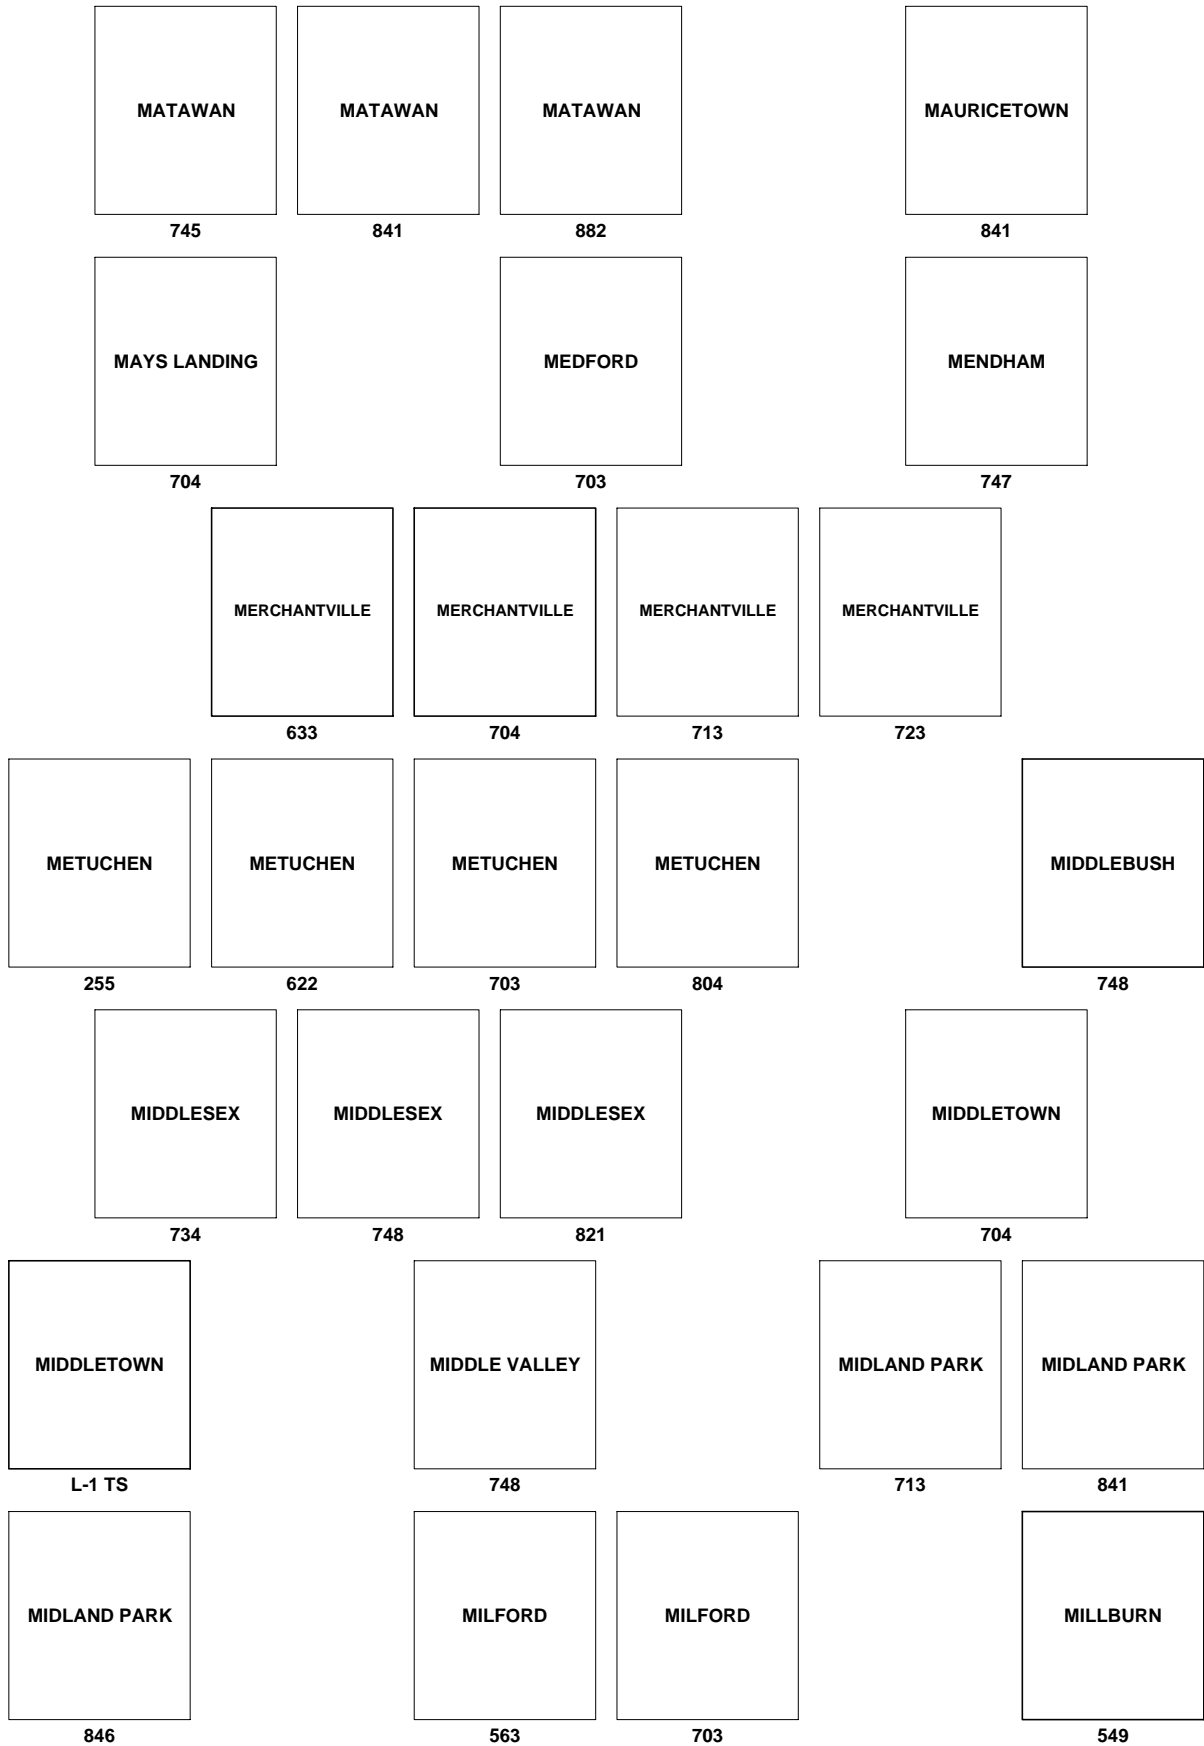 MATAWAN MATAWAN MATAWAN MAURICETOWN
745 841 882 841
MAYS LANDING MEDFORD MENDHAM
704 703 747
MERCHANTVILLE MERCHANTVILLE MERCHANTVILLE MERCHANTVILLE
633 704 713 723
METUCHEN METUCHEN METUCHEN METUCHEN MIDDLEBUSH
255 622 703 804 748
MIDDLESEX MIDDLESEX MIDDLESEX MIDDLETOWN
734 748 821 704
MIDDLETOWN MIDDLE VALLEY MIDLAND PARK MIDLAND PARK
L-1 TS 748 713 841
MIDLAND PARK MILFORD MILFORD MILLBURN
846 563 703 549